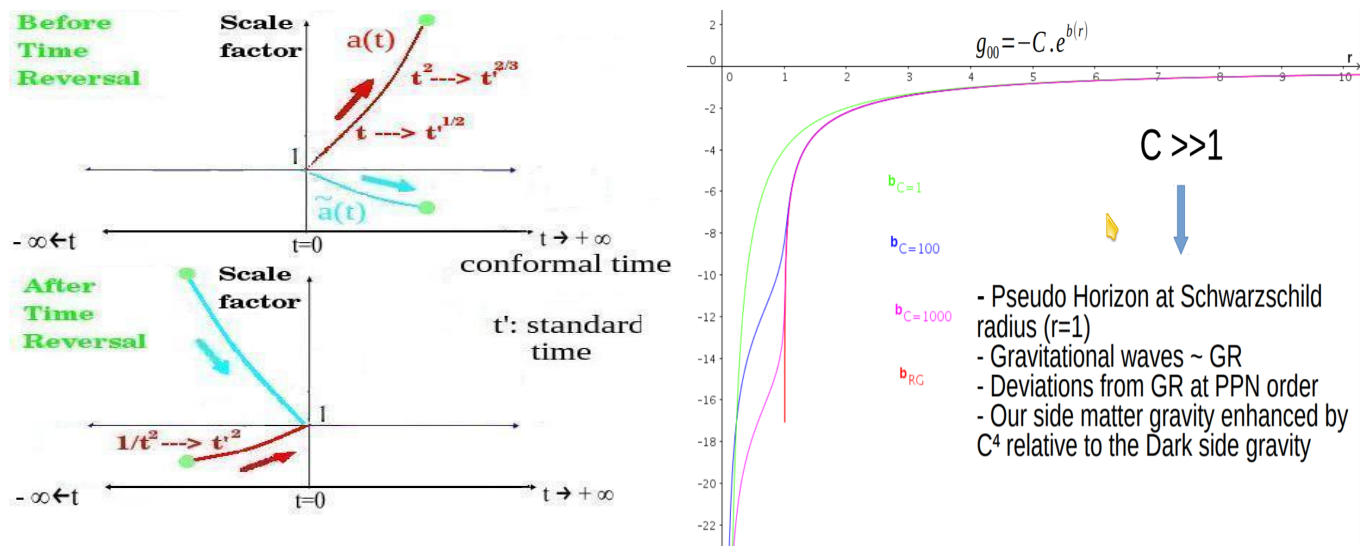 Before
Time
Reversal
Scale
factor
a(t)
t² ---> t'^2/3
t ---> t'^1/2
1
ã(t)
- ∞←t
t=0
t → + ∞
conformal time
After
Time
Reversal
Scale
factor
t': standard
time
1
1/t² ---> t'²
- ∞←t
t=0
t → + ∞
g₀₀=−C.e^b(r)
r
2
0
-2
-4
-6
-8
-10
-12
-14
-16
-18
-20
-22
0 1 2 3 4 5 6 7 8 9 10
b_C=1
b_C=100
b_C=1000
b_RG
C >>1
- Pseudo Horizon at Schwarzschild
radius (r=1)
- Gravitational waves ~ GR
- Deviations from GR at PPN order
- Our side matter gravity enhanced by
C⁴ relative to the Dark side gravity